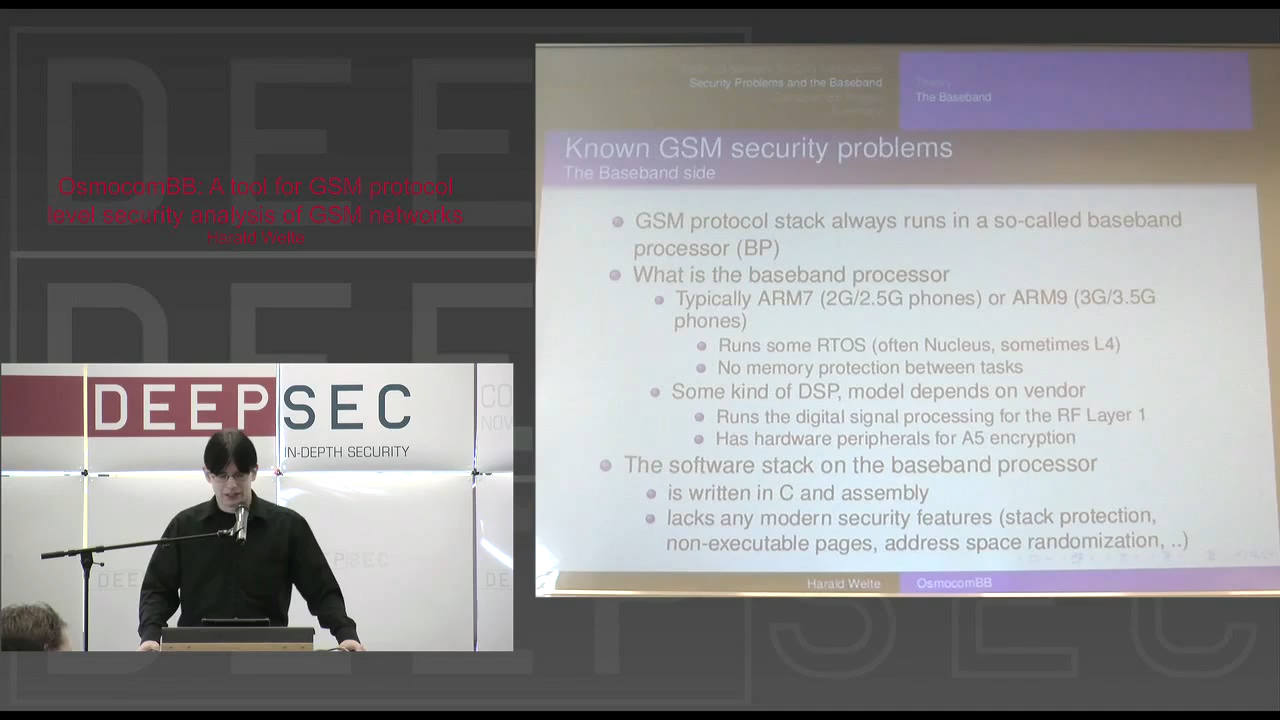 OsmocomBB: A tool for GSM protocol
level security analysis of GSM networks
Harald Welte
DEEPSEC
IN-DEPTH SECURITY
DEEP SEC
Security Problems and the Baseband
Summary
Theory
The Baseband
Known GSM security problems
The Baseband side
GSM protocol stack always runs in a so-called baseband
processor (BP)
What is the baseband processor
Typically ARM7 (2G/2.5G phones) or ARM9 (3G/3.5G
phones)
Runs some RTOS (often Nucleus, sometimes L4)
No memory protection between tasks
Some kind of DSP, model depends on vendor
Runs the digital signal processing for the RF Layer 1
Has hardware peripherals for A5 encryption
The software stack on the baseband processor
is written in C and assembly
lacks any modern security features (stack protection,
non-executable pages, address space randomization, ..)
Harald Welte
OsmocomBB